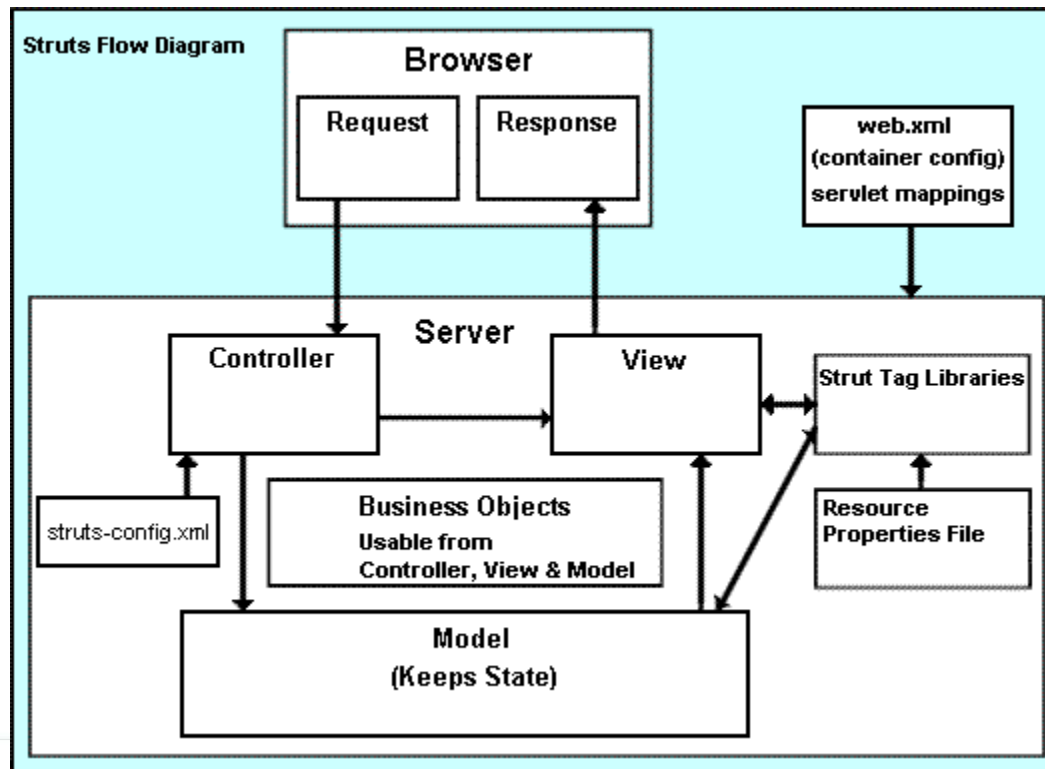 Struts Flow Diagram
Browser
Request
Response
web.xml
(container config)
servlet mappings
Server
Controller
View
Strut Tag Libraries
struts-config.xml
Business Objects
Usable from
Controller, View & Model
Resource
Properties File
Model
(Keeps State)